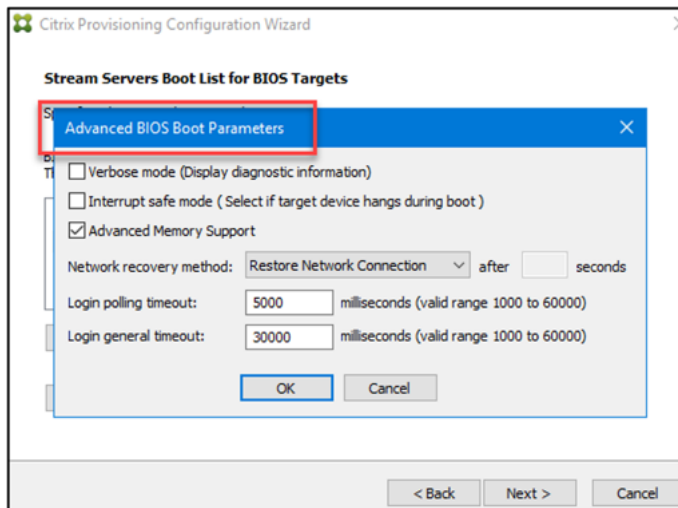 Citrix Provisioning Configuration Wizard
Stream Servers Boot List for BIOS Targets
Advanced BIOS Boot Parameters
Verbose mode (Display diagnostic information)
Interrupt safe mode ( Select if target device hangs during boot )
Advanced Memory Support
Network recovery method: Restore Network Connection after seconds
Login polling timeout: 5000 milliseconds (valid range 1000 to 60000)
Login general timeout: 30000 milliseconds (valid range 1000 to 60000)
OK Cancel
< Back Next > Cancel